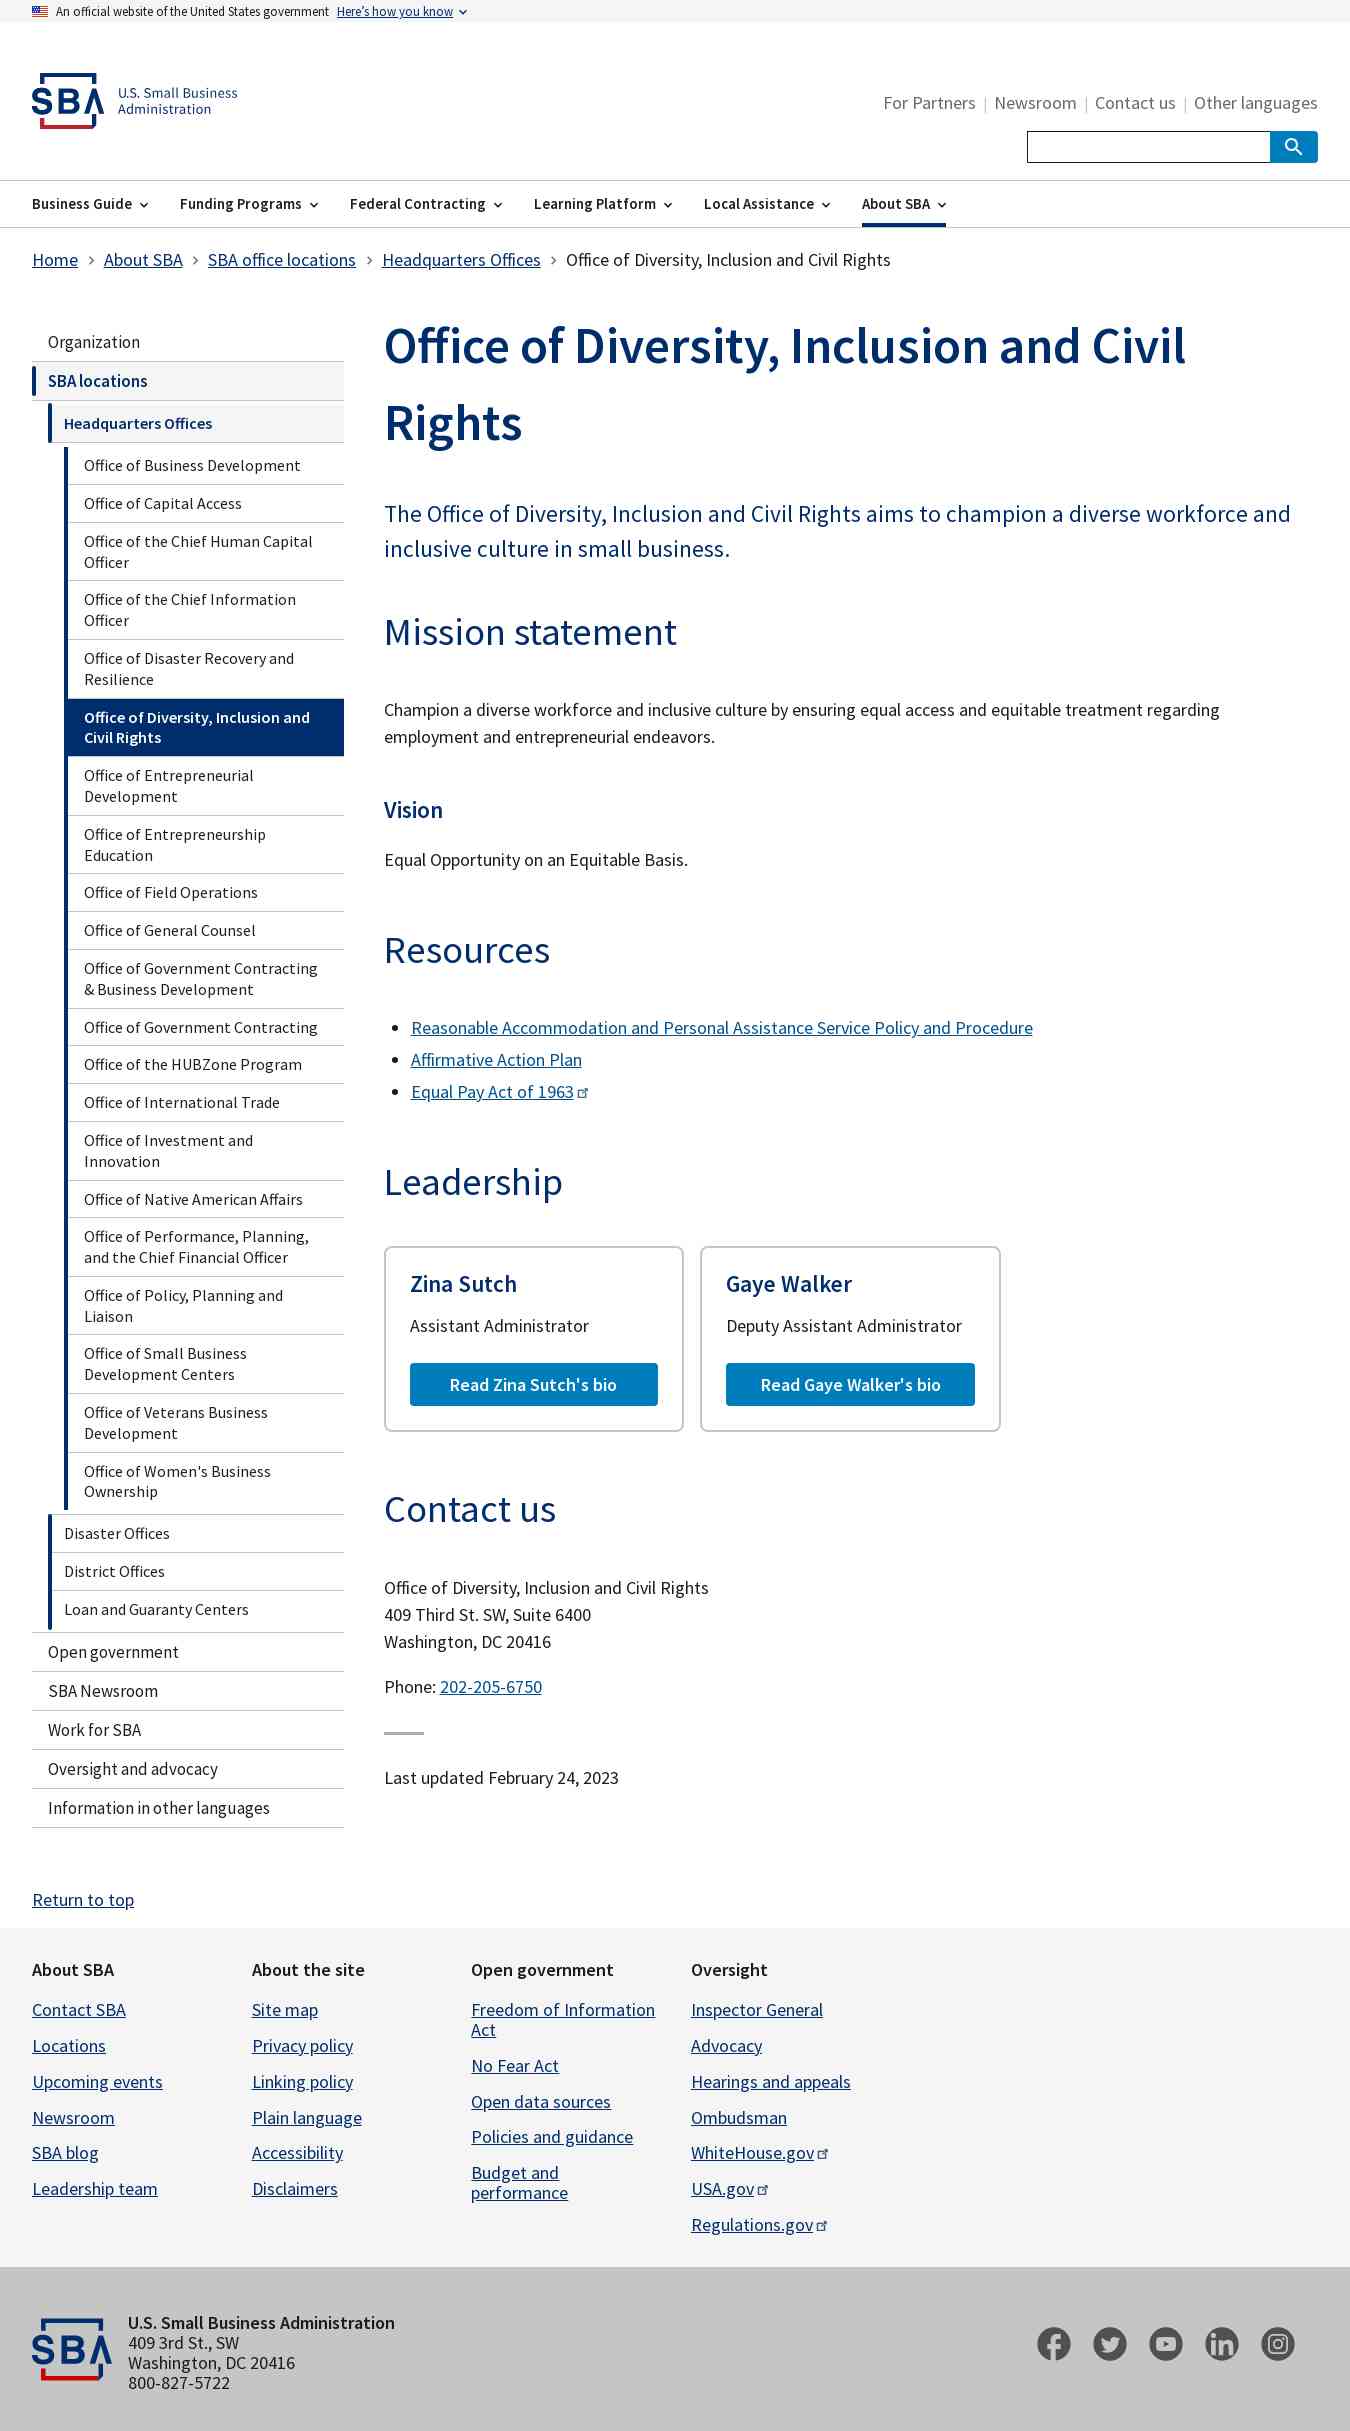 An official website of the United States government Here's how you know
SBA U.S. Small Business
Administration
For Partners | Newsroom | Contact us | Other languages
Business Guide Funding Programs Federal Contracting Learning Platform Local Assistance About SBA
Home > About SBA > SBA office locations > Headquarters Offices > Office of Diversity, Inclusion and Civil Rights
Organization
SBA locations
Headquarters Offices
Office of Business Development
Office of Capital Access
Office of the Chief Human Capital
Officer
Office of the Chief Information
Officer
Office of Disaster Recovery and
Resilience
Office of Diversity, Inclusion and
Civil Rights
Office of Entrepreneurial
Development
Office of Entrepreneurship
Education
Office of Field Operations
Office of General Counsel
Office of Government Contracting
& Business Development
Office of Government Contracting
Office of the HUBZone Program
Office of International Trade
Office of Investment and
Innovation
Office of Native American Affairs
Office of Performance, Planning,
and the Chief Financial Officer
Office of Policy, Planning and
Liaison
Office of Small Business
Development Centers
Office of Veterans Business
Development
Office of Women's Business
Ownership
Disaster Offices
District Offices
Loan and Guaranty Centers
Open government
SBA Newsroom
Work for SBA
Oversight and advocacy
Information in other languages
Office of Diversity, Inclusion and Civil
Rights
The Office of Diversity, Inclusion and Civil Rights aims to champion a diverse workforce and
inclusive culture in small business.
Mission statement
Champion a diverse workforce and inclusive culture by ensuring equal access and equitable treatment regarding
employment and entrepreneurial endeavors.
Vision
Equal Opportunity on an Equitable Basis.
Resources
• Reasonable Accommodation and Personal Assistance Service Policy and Procedure
• Affirmative Action Plan
• Equal Pay Act of 1963
Leadership
Zina Sutch
Assistant Administrator
Read Zina Sutch's bio
Gaye Walker
Deputy Assistant Administrator
Read Gaye Walker's bio
Contact us
Office of Diversity, Inclusion and Civil Rights
409 Third St. SW, Suite 6400
Washington, DC 20416
Phone: 202-205-6750
Last updated February 24, 2023
Return to top
About SBA
Contact SBA
Locations
Upcoming events
Newsroom
SBA blog
Leadership team
About the site
Site map
Privacy policy
Linking policy
Plain language
Accessibility
Disclaimers
Open government
Freedom of Information
Act
No Fear Act
Open data sources
Policies and guidance
Budget and
performance
Oversight
Inspector General
Advocacy
Hearings and appeals
Ombudsman
WhiteHouse.gov
USA.gov
Regulations.gov
SBA
U.S. Small Business Administration
409 3rd St., SW
Washington, DC 20416
800-827-5722